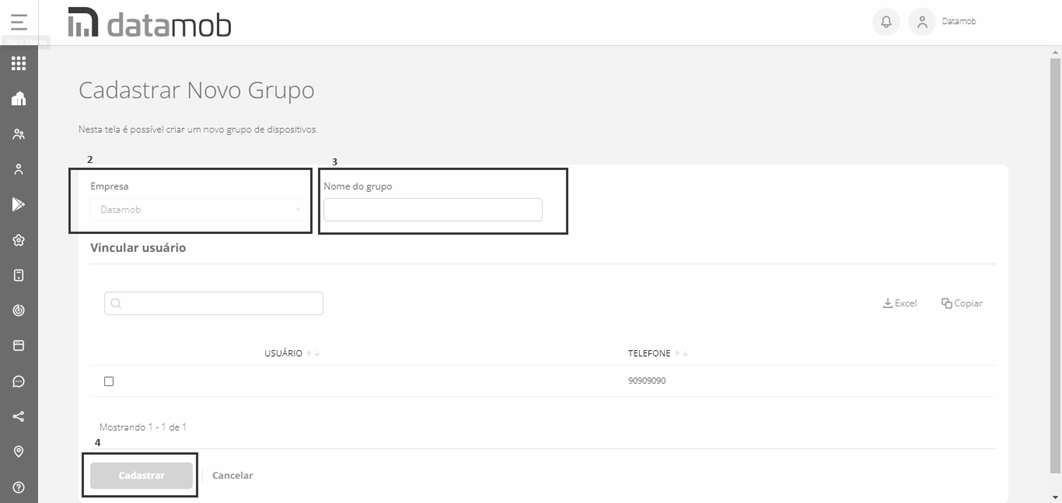 datamob
Datamob
Cadastrar Novo Grupo
Nesta tela é possível criar um novo grupo de dispositivos.
2
3
Empresa
Nome do grupo
Datamob
Vincular usuário
Excel
Copiar
USUÁRIO
TELEFONE
90909090
Mostrando 1 - 1 de 1
4
Cadastrar
Cancelar